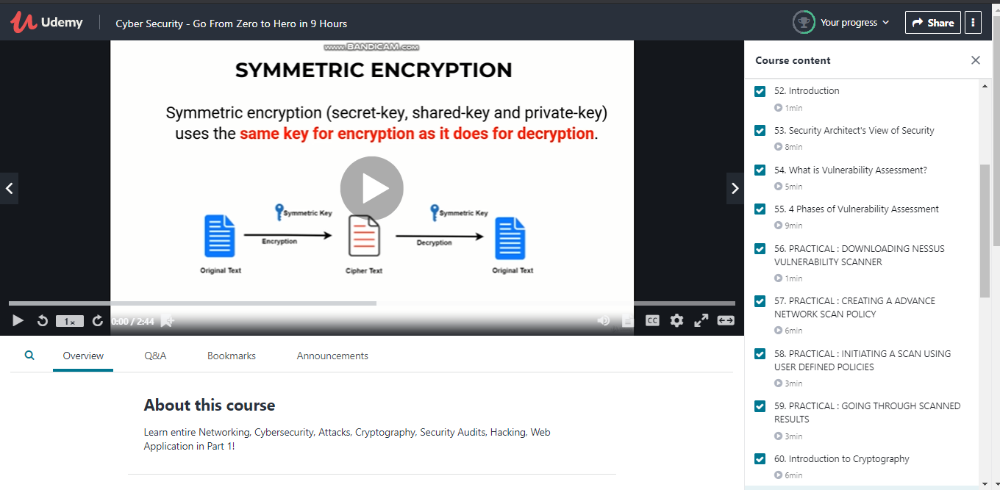 Udemy
Cyber Security - Go From Zero to Hero in 9 Hours
Your progress
Share
www.BANDICAM.com
SYMMETRIC ENCRYPTION
Symmetric encryption (secret-key, shared-key and private-key)
uses the same key for encryption as it does for decryption.
Symmetric Key
Symmetric Key
Encryption
Decryption
Original Text
Cipher Text
Original Text
1x
0:00 / 2:44
CC
Overview
Q&A
Bookmarks
Announcements
About this course
Learn entire Networking, Cybersecurity, Attacks, Cryptography, Security Audits, Hacking, Web
Application in Part 1!
Course content
52. Introduction
1min
53. Security Architect's View of Security
8min
54. What is Vulnerability Assessment?
5min
55. 4 Phases of Vulnerability Assessment
9min
56. PRACTICAL : DOWNLOADING NESSUS
VULNERABILITY SCANNER
1min
57. PRACTICAL : CREATING A ADVANCE
NETWORK SCAN POLICY
6min
58. PRACTICAL : INITIATING A SCAN USING
USER DEFINED POLICIES
3min
59. PRACTICAL : GOING THROUGH SCANNED
RESULTS
3min
60. Introduction to Cryptography
6min